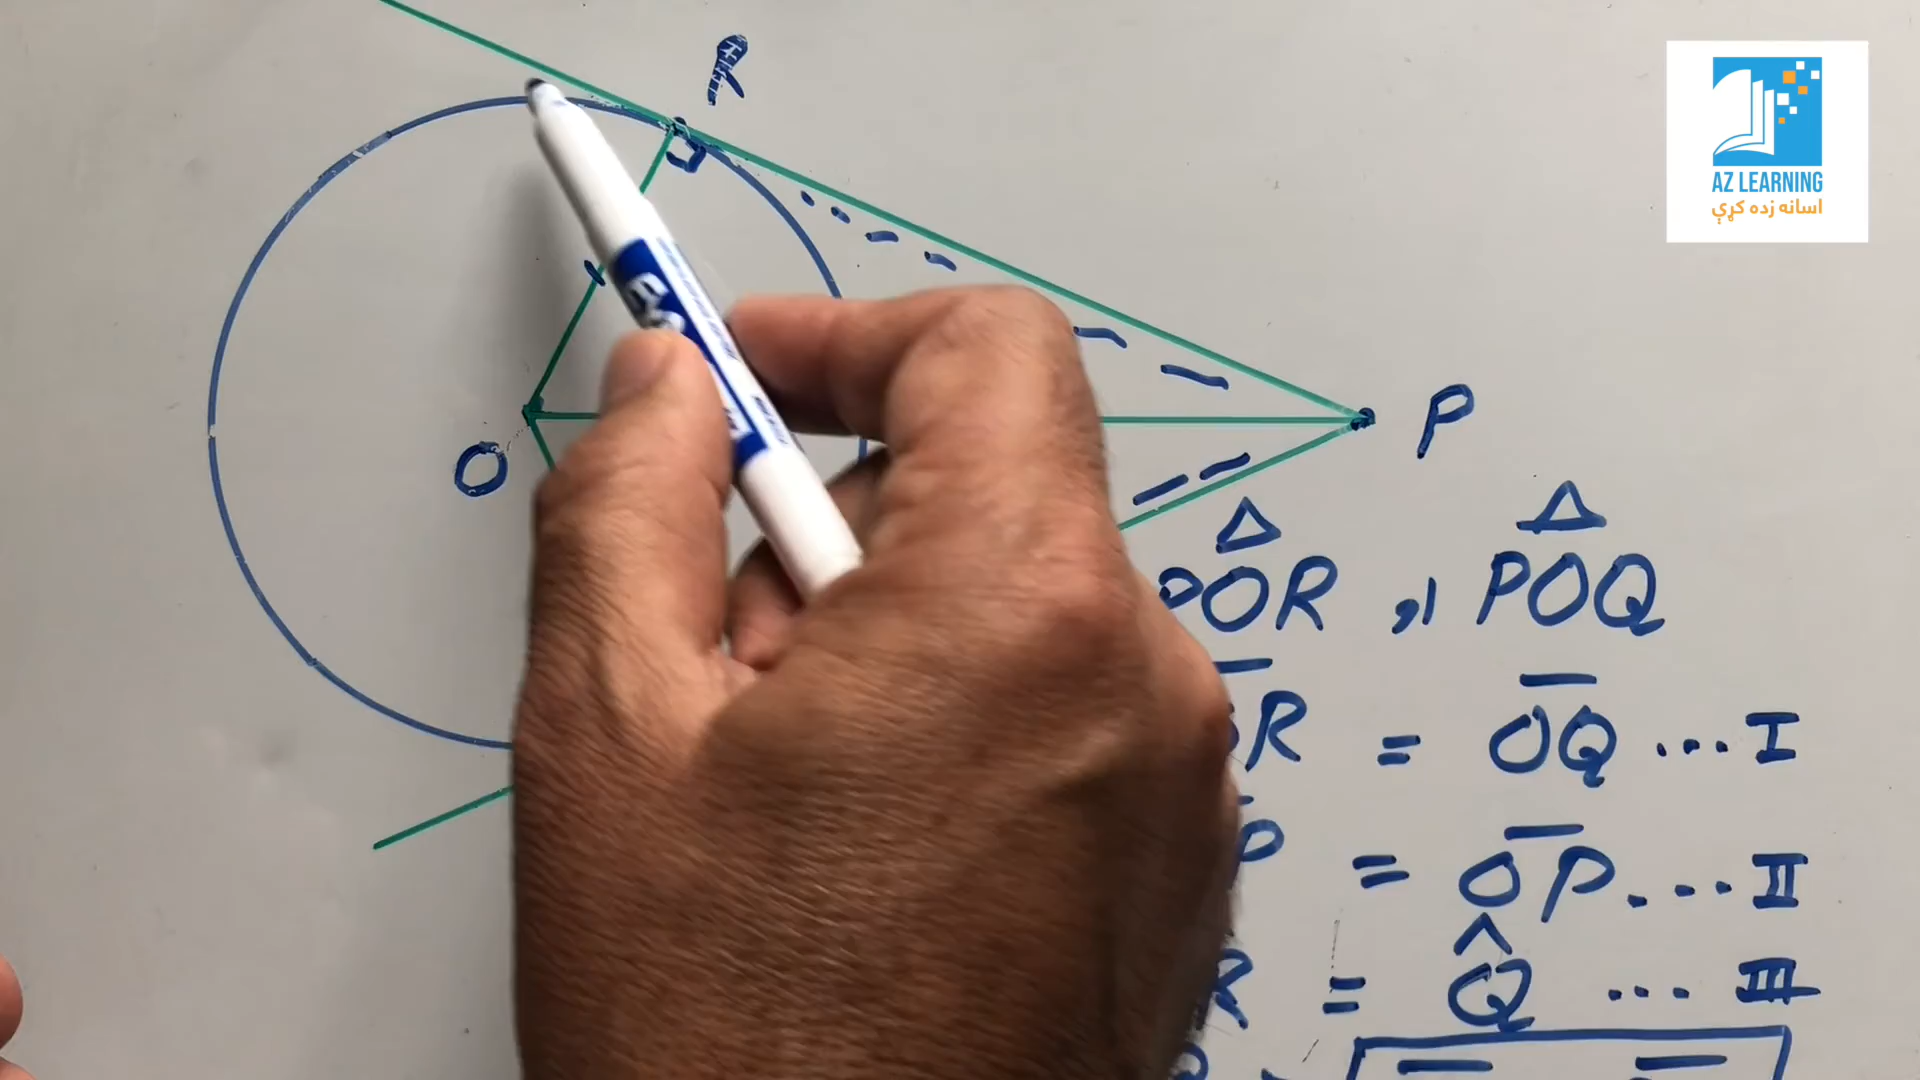 R
AZ LEARNING
اسانه زده کړې
P
O
Δ Δ
POR , او POQ
R = OQ ... I
P = OP .... II
R = Q̂ ... III